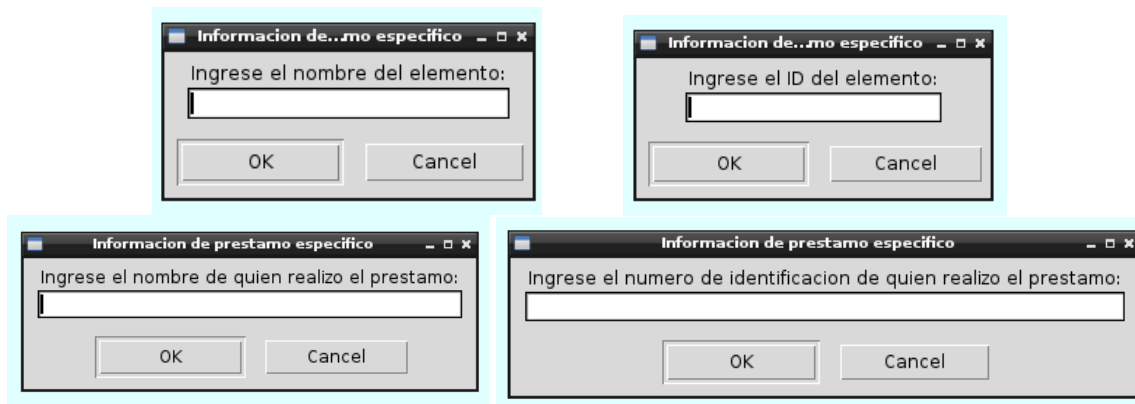 Informacion de...mo especifico
Ingrese el nombre del elemento:
OK Cancel
Informacion de...mo especifico
Ingrese el ID del elemento:
OK Cancel
Informacion de prestamo especifico
Ingrese el nombre de quien realizo el prestamo:
OK Cancel
Informacion de prestamo especifico
Ingrese el numero de identificacion de quien realizo el prestamo:
OK Cancel